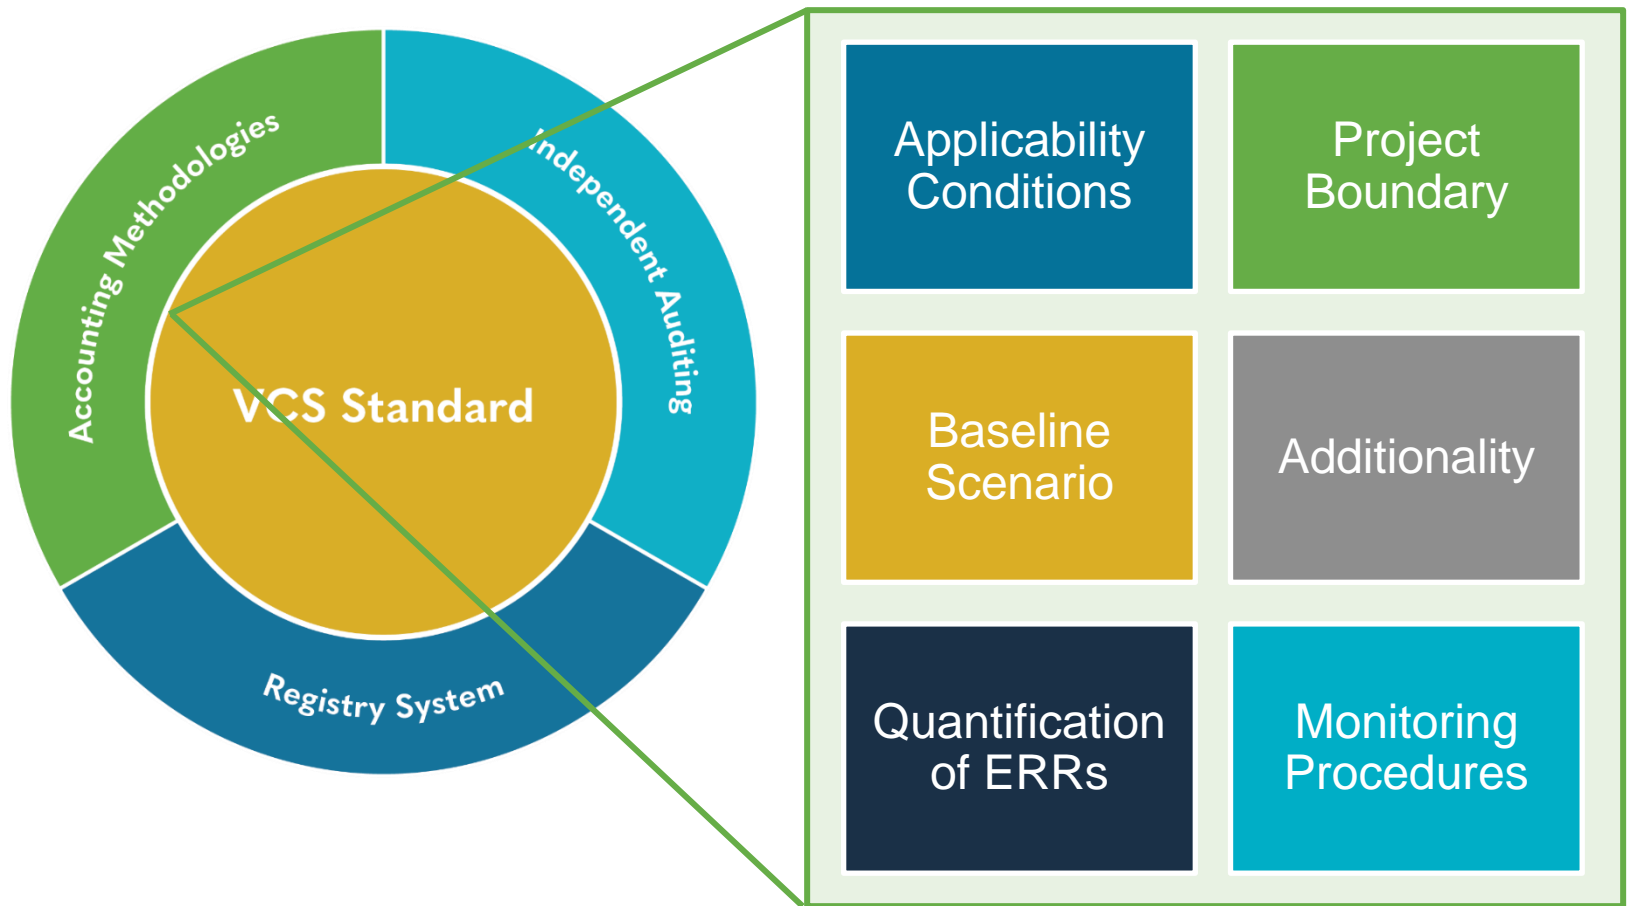 Accounting Methodologies
Independent Auditing
VCS Standard
Registry System
Applicability
Conditions
Project
Boundary
Baseline
Scenario
Additionality
Quantification
of ERRs
Monitoring
Procedures